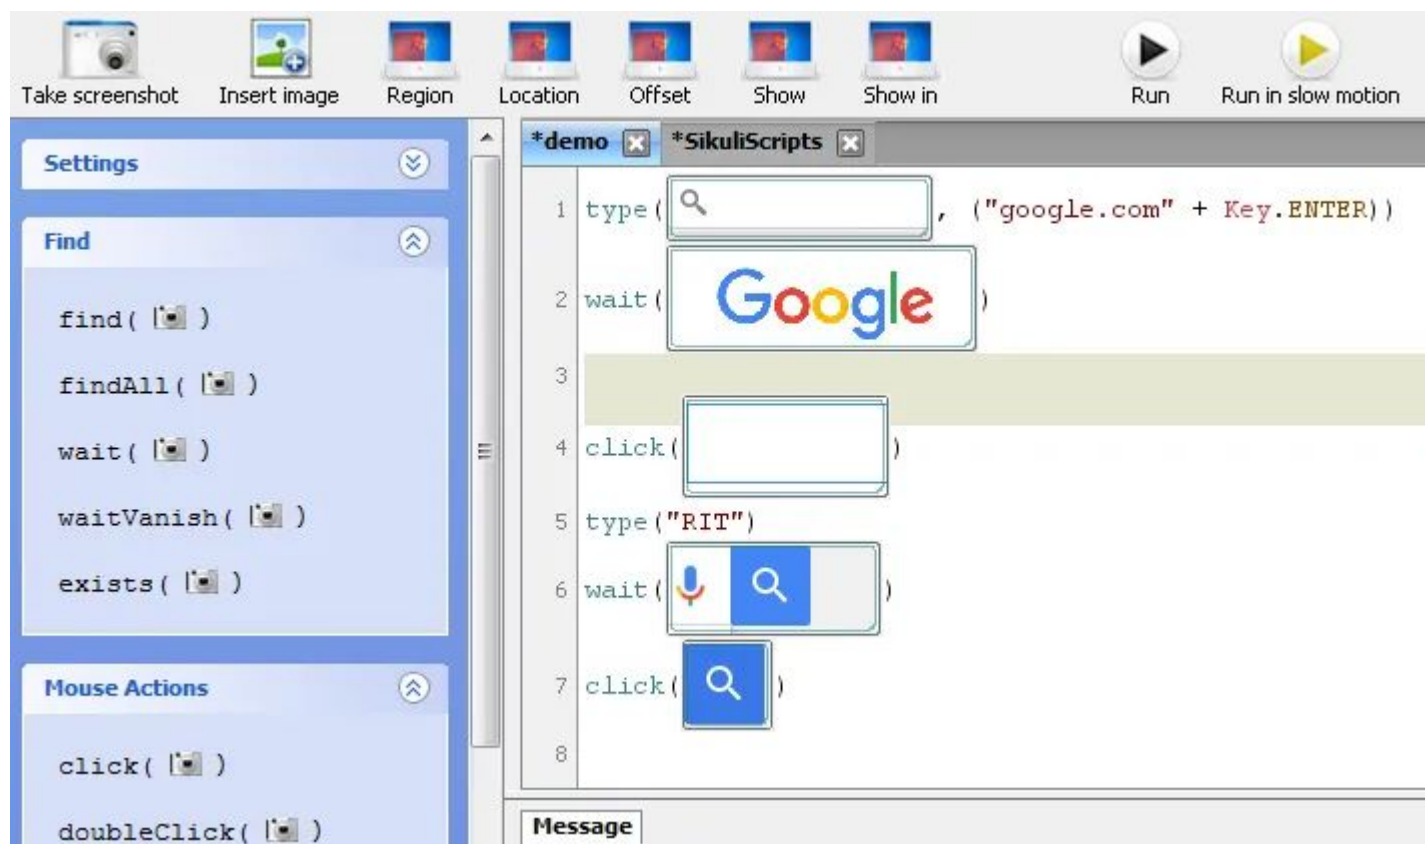 Take screenshot Insert image Region Location Offset Show Show in Run Run in slow motion
Settings
Find
find( )
findAll( )
wait( )
waitVanish( )
exists( )
Mouse Actions
click( )
doubleClick( )
*demo *SikuliScripts
1 type( , ("google.com" + Key.ENTER))
2 wait( Google )
3
4 click( )
5 type("RIT")
6 wait( )
7 click( )
8
Message